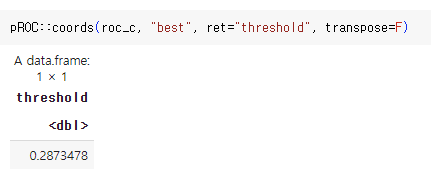 pROC::coords(roc_c, "best", ret="threshold", transpose=F)
A data.frame:
1 × 1
threshold
<dbl>
0.2873478